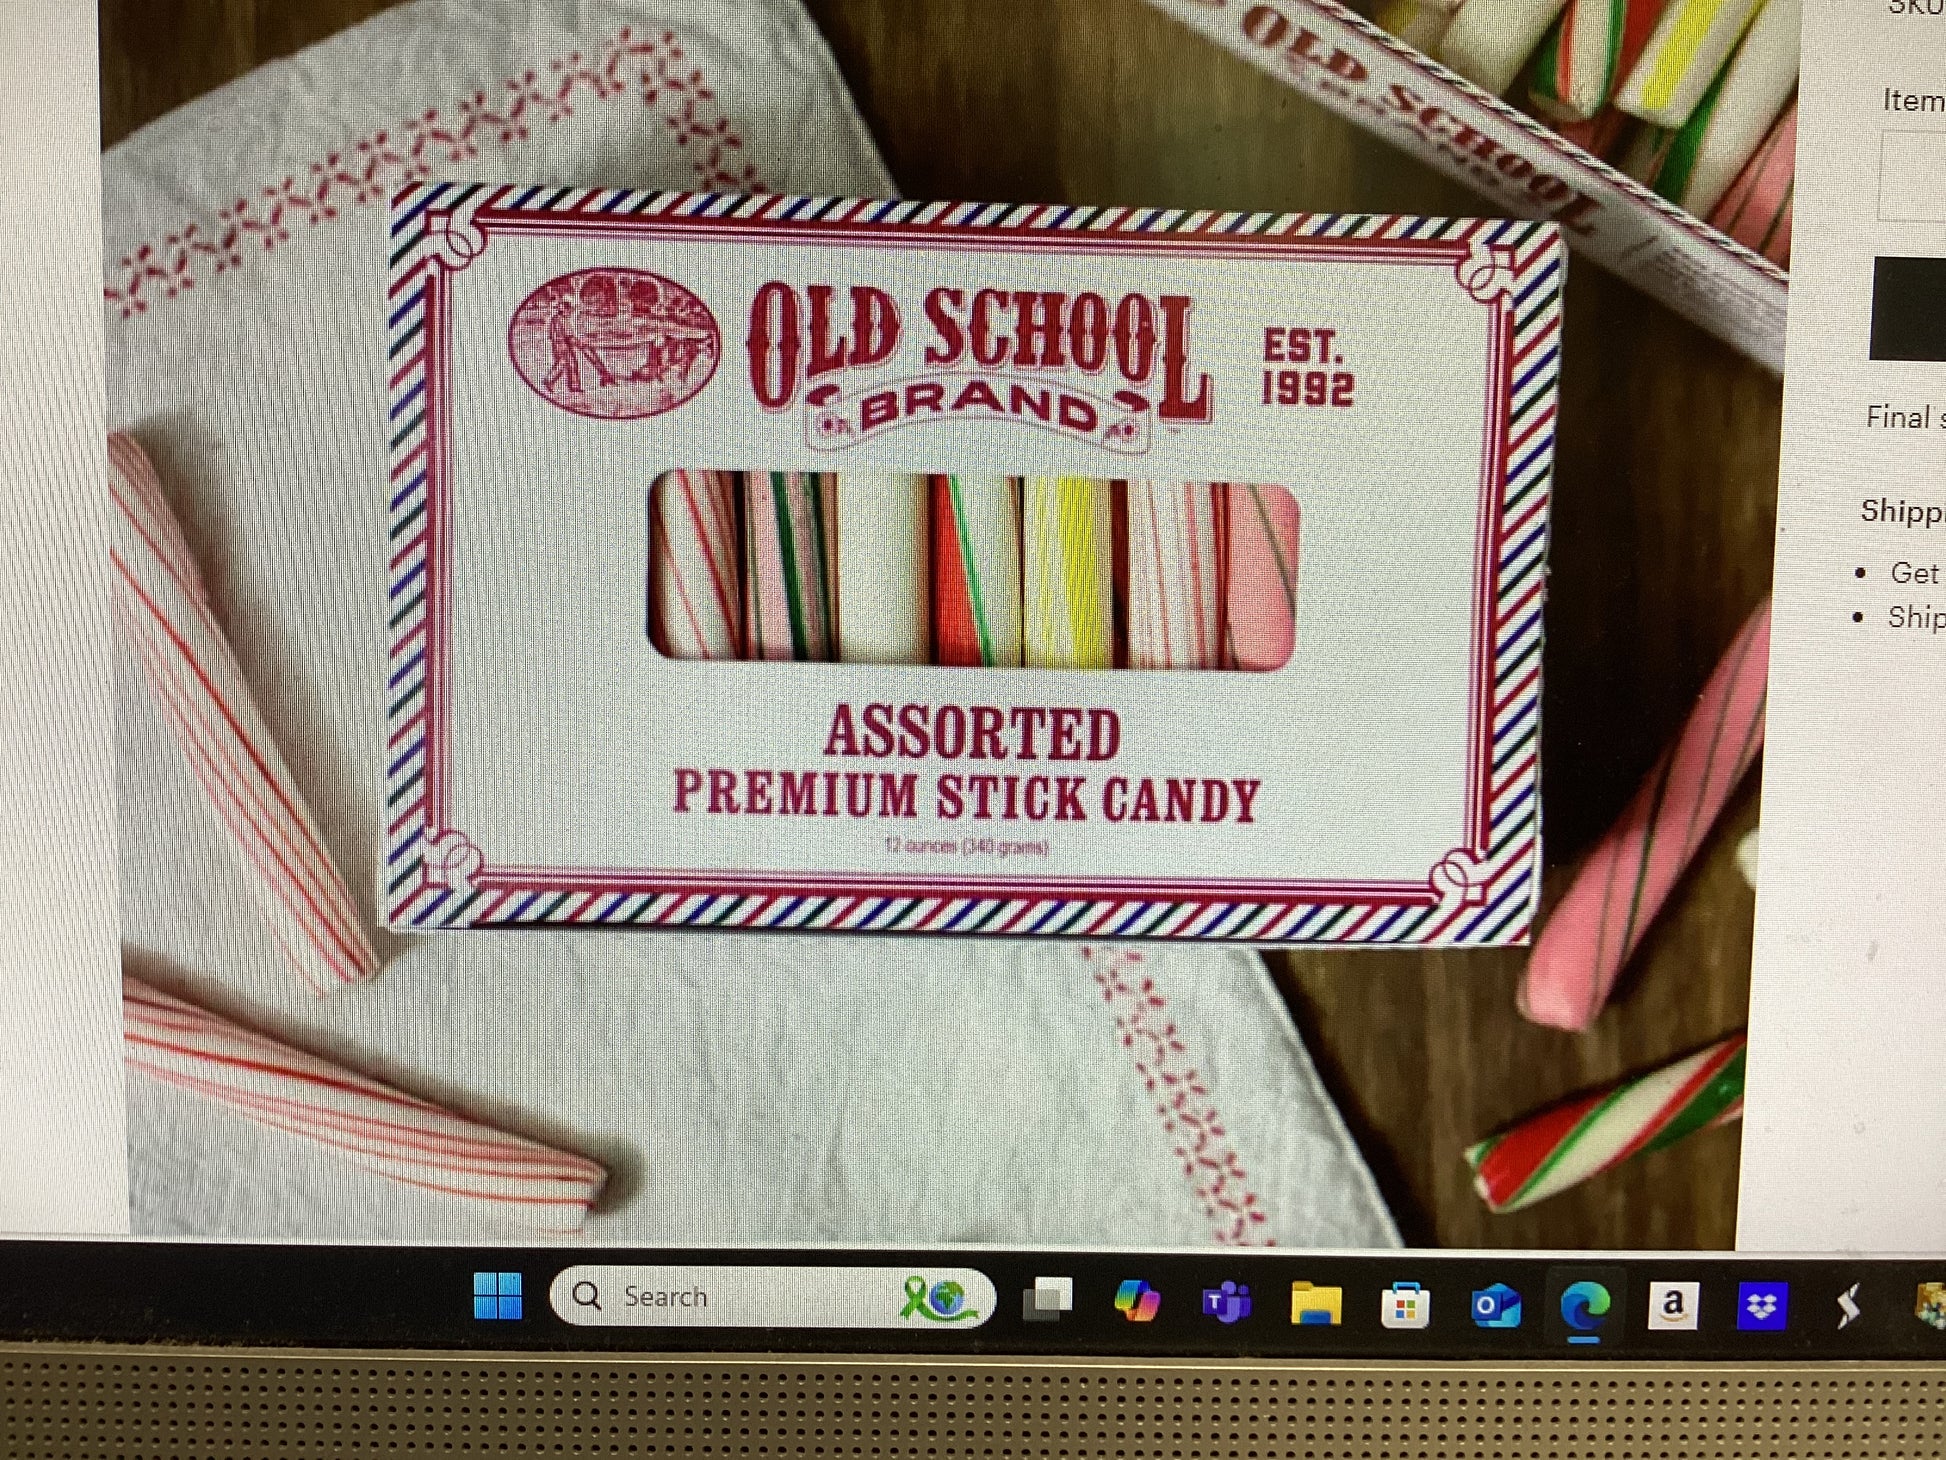 SKU
OLD SCHOOL
Item
OLD SCHOOL
BRAND
EST.
1992
Final s
Shipp
Get
Ship
ASSORTED
PREMIUM STICK CANDY
12 ounces (340 grams)
Search
T
O
a